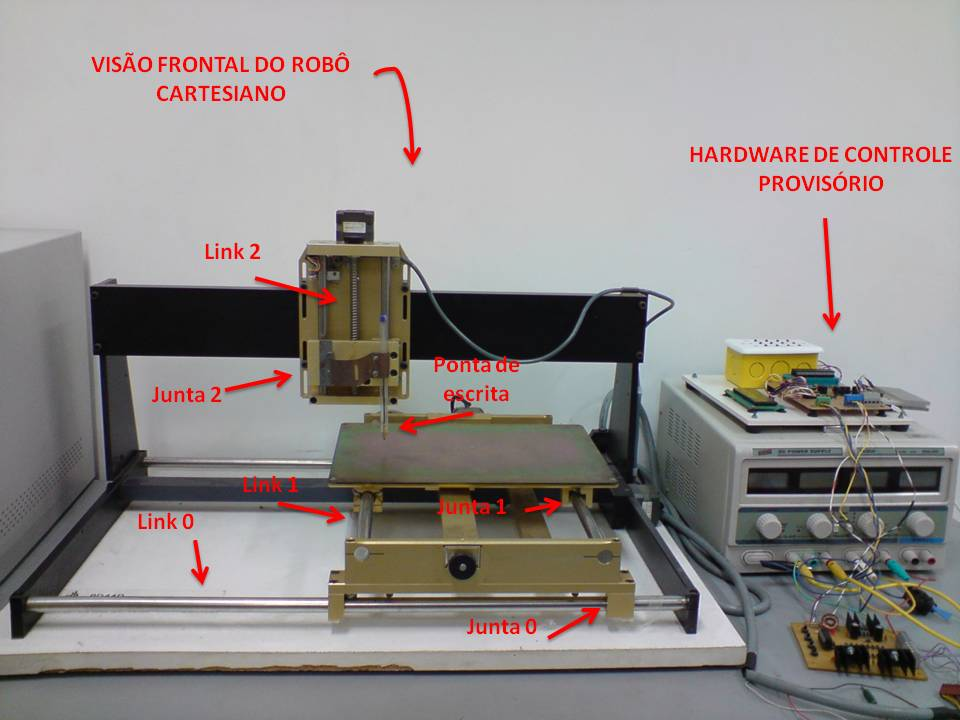 VISÃO FRONTAL DO ROBÔ
CARTESIANO
HARDWARE DE CONTROLE
PROVISÓRIO
Link 2
Junta 2
Ponta de
escrita
Link 1
Junta 1
Link 0
Junta 0
DC POWER SUPPLY